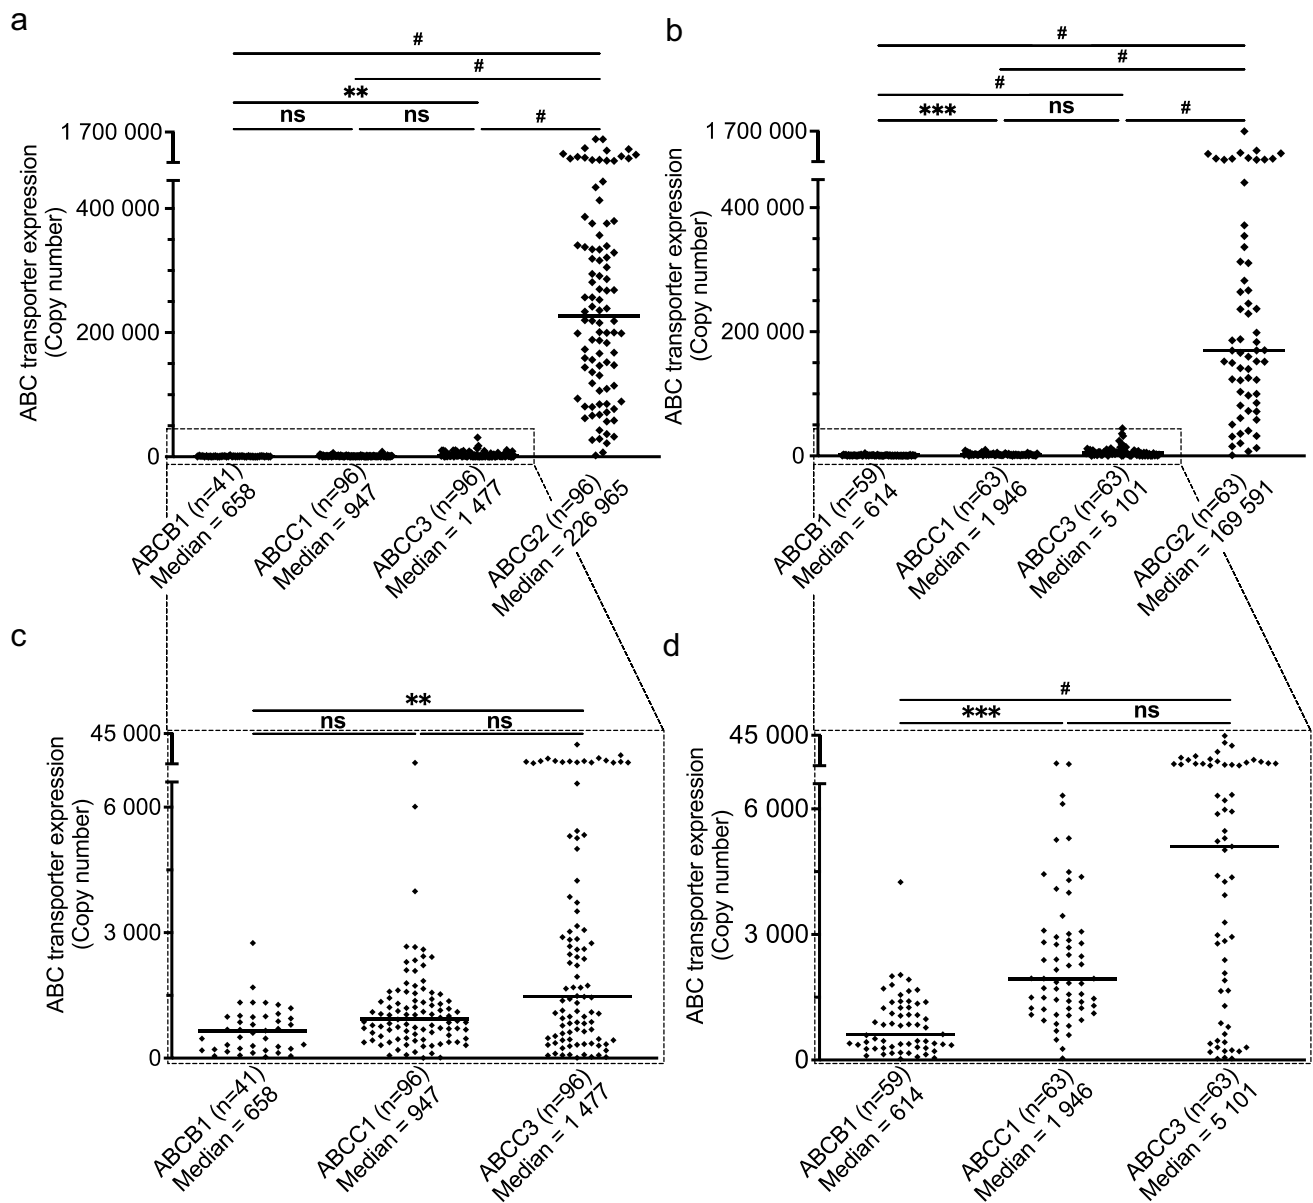 a
#
#
**
ns
ns
#
1 700 000
400 000
200 000
0
ABC transporter expression
(Copy number)
ABCB1 (n=41)
Median = 658
ABCC1 (n=96)
Median = 947
ABCC3 (n=96)
Median = 1 477
ABCG2 (n=96)
Median = 226 965
b
#
#
#
***
ns
#
1 700 000
400 000
200 000
0
ABC transporter expression
(Copy number)
ABCB1 (n=59)
Median = 614
ABCC1 (n=63)
Median = 1 946
ABCC3 (n=63)
Median = 5 101
ABCG2 (n=63)
Median = 169 591
c
**
ns
ns
45 000
6 000
3 000
0
ABC transporter expression
(Copy number)
ABCB1 (n=41)
Median = 658
ABCC1 (n=96)
Median = 947
ABCC3 (n=96)
Median = 1 477
d
#
***
ns
45 000
6 000
3 000
0
ABC transporter expression
(Copy number)
ABCB1 (n=59)
Median = 614
ABCC1 (n=63)
Median = 1 946
ABCC3 (n=63)
Median = 5 101